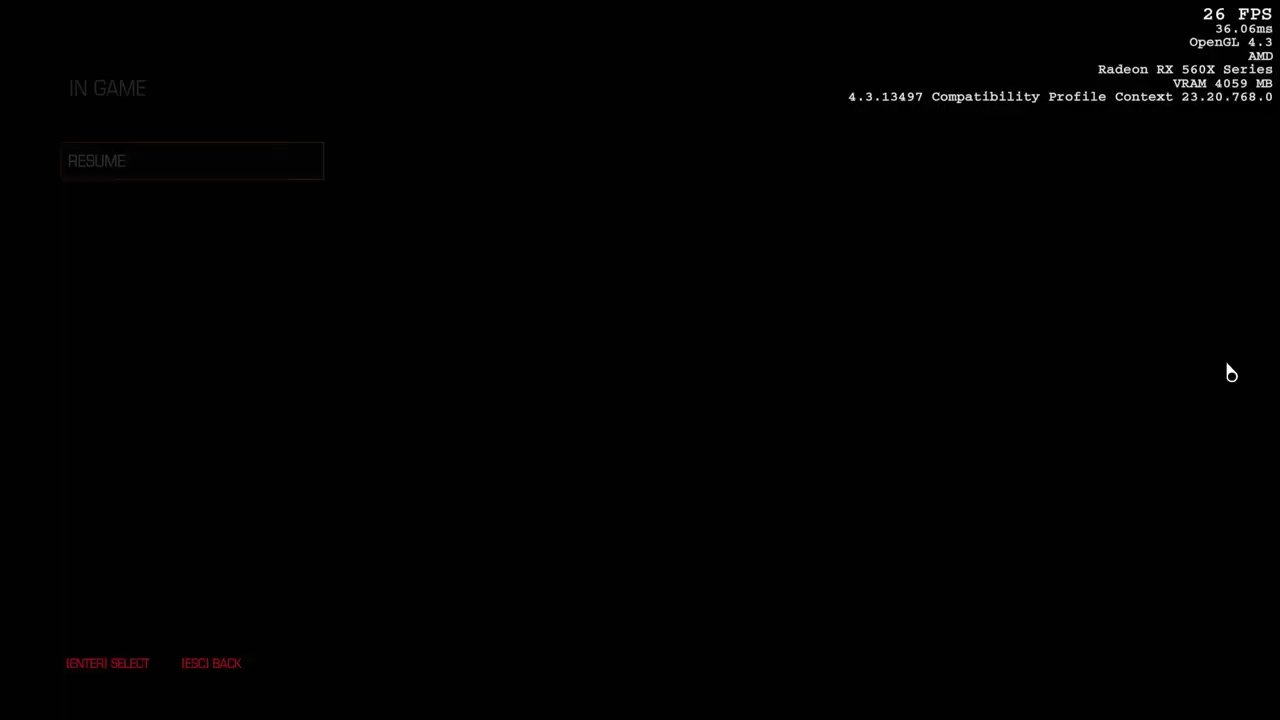 26 FPS
36.06ms
OpenGL 4.3
AMD
Radeon RX 560X Series
VRAM 4059 MB
4.3.13497 Compatibility Profile Context 23.20.768.0
IN GAME
RESUME
[ENTER] SELECT [ESC] BACK